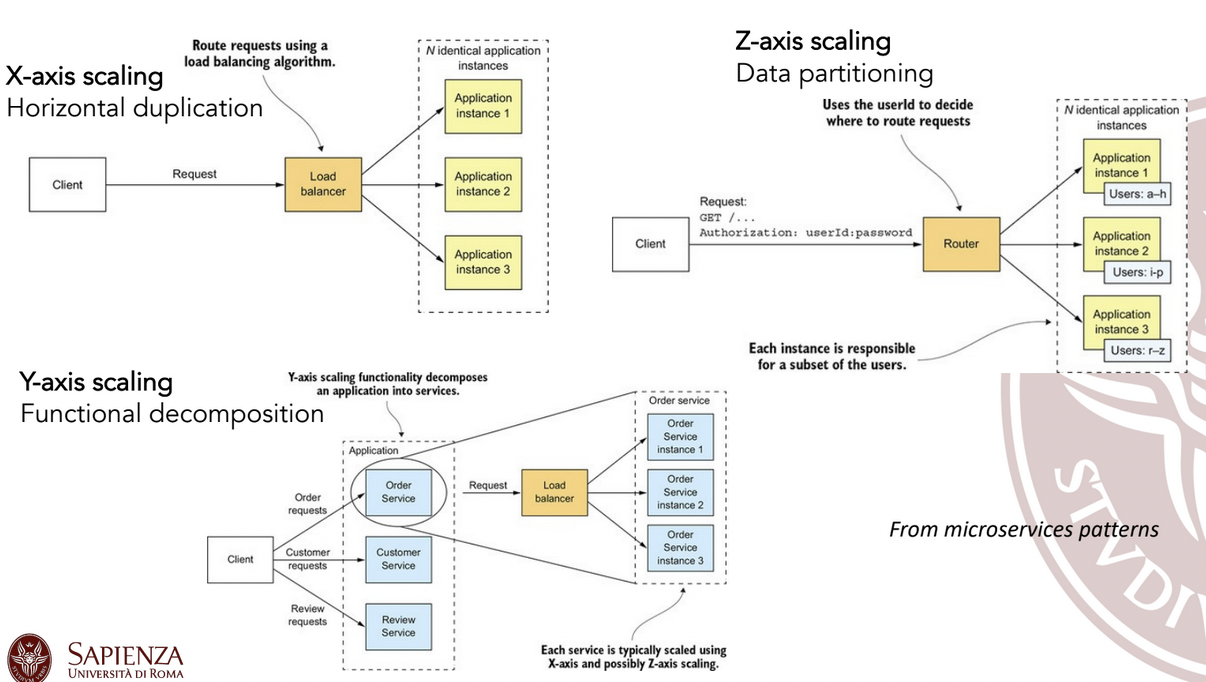 X-axis scaling
Horizontal duplication
Route requests using a
load balancing algorithm.
N identical application
instances
Client
Request
Load
balancer
Application
instance 1
Application
instance 2
Application
instance 3
Z-axis scaling
Data partitioning
Uses the userId to decide
where to route requests
N identical application
instances
Client
Request:
GET /...
Authorization: userId:password
Router
Application
instance 1
Users: a–h
Application
instance 2
Users: i-p
Application
instance 3
Users: r–z
Each instance is responsible
for a subset of the users.
Y-axis scaling
Functional decomposition
Y-axis scaling functionality decomposes
an application into services.
Application
Client
Order
requests
Customer
requests
Review
requests
Order
Service
Customer
Service
Review
Service
Request
Load
balancer
Order service
Order
Service
instance 1
Order
Service
instance 2
Order
Service
instance 3
Each service is typically scaled using
X-axis and possibly Z-axis scaling.
From microservices patterns
STVDI
SAPIENZA
UNIVERSITÀ DI ROMA